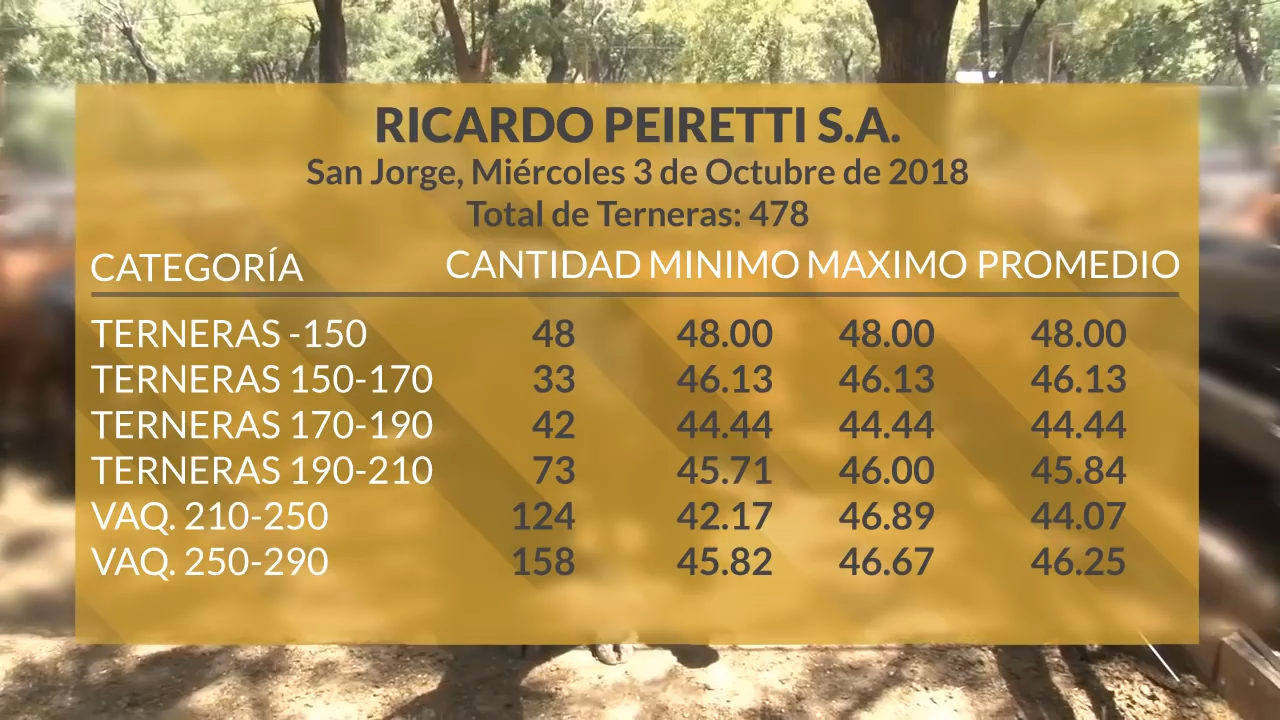 RICARDO PEIRETTI S.A.
San Jorge, Miércoles 3 de Octubre de 2018
Total de Terneras: 478
CATEGORÍA CANTIDAD MINIMO MAXIMO PROMEDIO
TERNERAS -150 48 48.00 48.00 48.00
TERNERAS 150-170 33 46.13 46.13 46.13
TERNERAS 170-190 42 44.44 44.44 44.44
TERNERAS 190-210 73 45.71 46.00 45.84
VAQ. 210-250 124 42.17 46.89 44.07
VAQ. 250-290 158 45.82 46.67 46.25